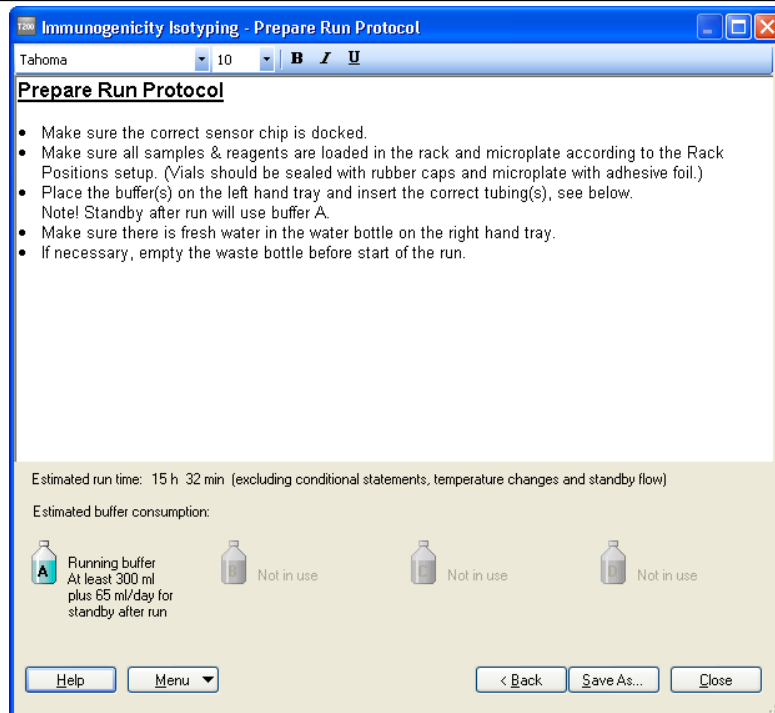 T200 Immunogenicity Isotyping - Prepare Run Protocol
Tahoma 10 B I U
Prepare Run Protocol
• Make sure the correct sensor chip is docked.
• Make sure all samples & reagents are loaded in the rack and microplate according to the Rack
Positions setup. (Vials should be sealed with rubber caps and microplate with adhesive foil.)
• Place the buffer(s) on the left hand tray and insert the correct tubing(s), see below.
Note! Standby after run will use buffer A.
• Make sure there is fresh water in the water bottle on the right hand tray.
• If necessary, empty the waste bottle before start of the run.
Estimated run time: 15 h 32 min (excluding conditional statements, temperature changes and standby flow)
Estimated buffer consumption:
A
Running buffer
At least 300 ml
plus 65 ml/day for
standby after run
B Not in use
C Not in use
D Not in use
Help Menu < Back Save As... Close